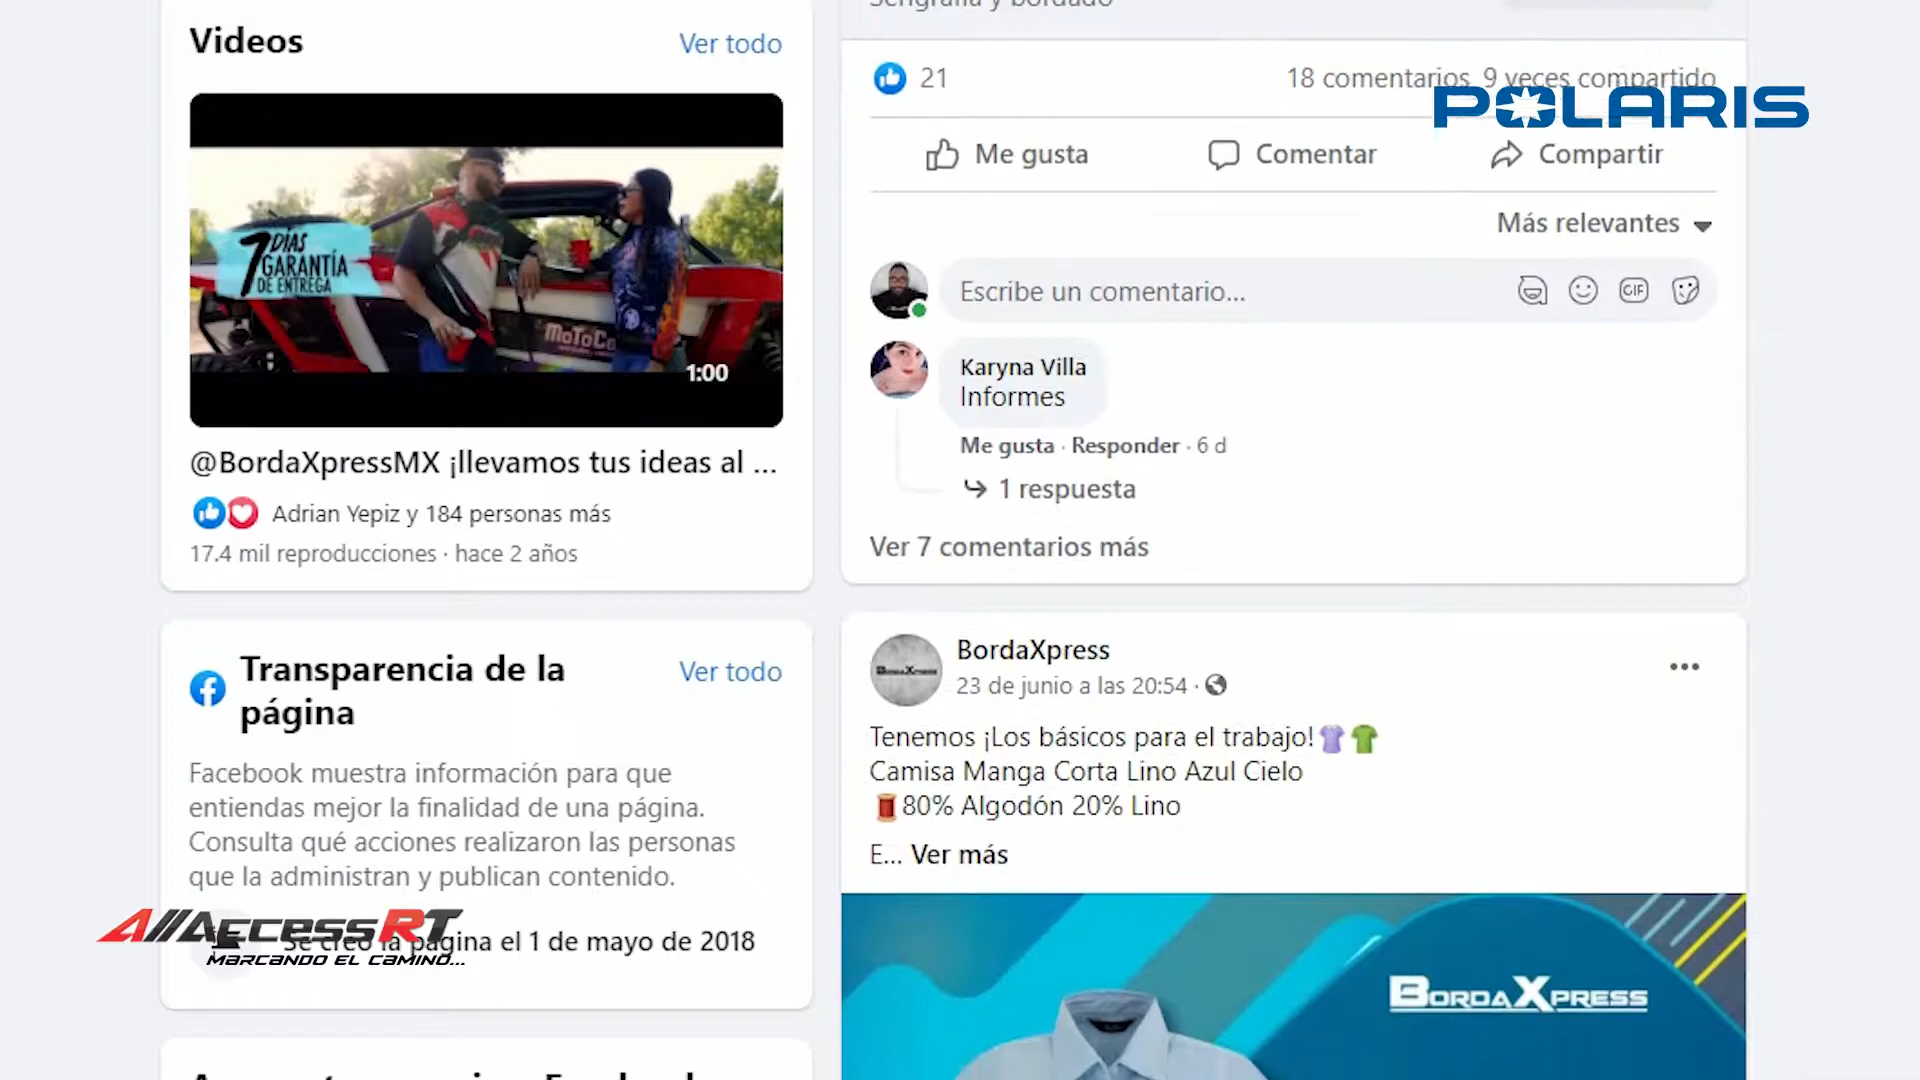 Videos
Ver todo
7 DÍAS
GARANTÍA
DE ENTREGA
MoToCo
1:00
@BordaXpressMX ¡llevamos tus ideas al ...
Adrian Yepiz y 184 personas más
17.4 mil reproducciones · hace 2 años
Transparencia de la
página
Ver todo
Facebook muestra información para que
entiendas mejor la finalidad de una página.
Consulta qué acciones realizaron las personas
que la administran y publican contenido.
Se creó la página el 1 de mayo de 2018
AllAccessRT
MARCANDO EL CAMINO...
Serigrafía y bordado
21
18 comentarios 9 veces compartido
POLARIS
Me gusta
Comentar
Compartir
Más relevantes
Escribe un comentario...
GIF
Karyna Villa
Informes
Me gusta · Responder · 6 d
1 respuesta
Ver 7 comentarios más
BordaXpress
BordaXpress
23 de junio a las 20:54 ·
Tenemos ¡Los básicos para el trabajo!
Camisa Manga Corta Lino Azul Cielo
80% Algodón 20% Lino
E... Ver más
BordaXpress